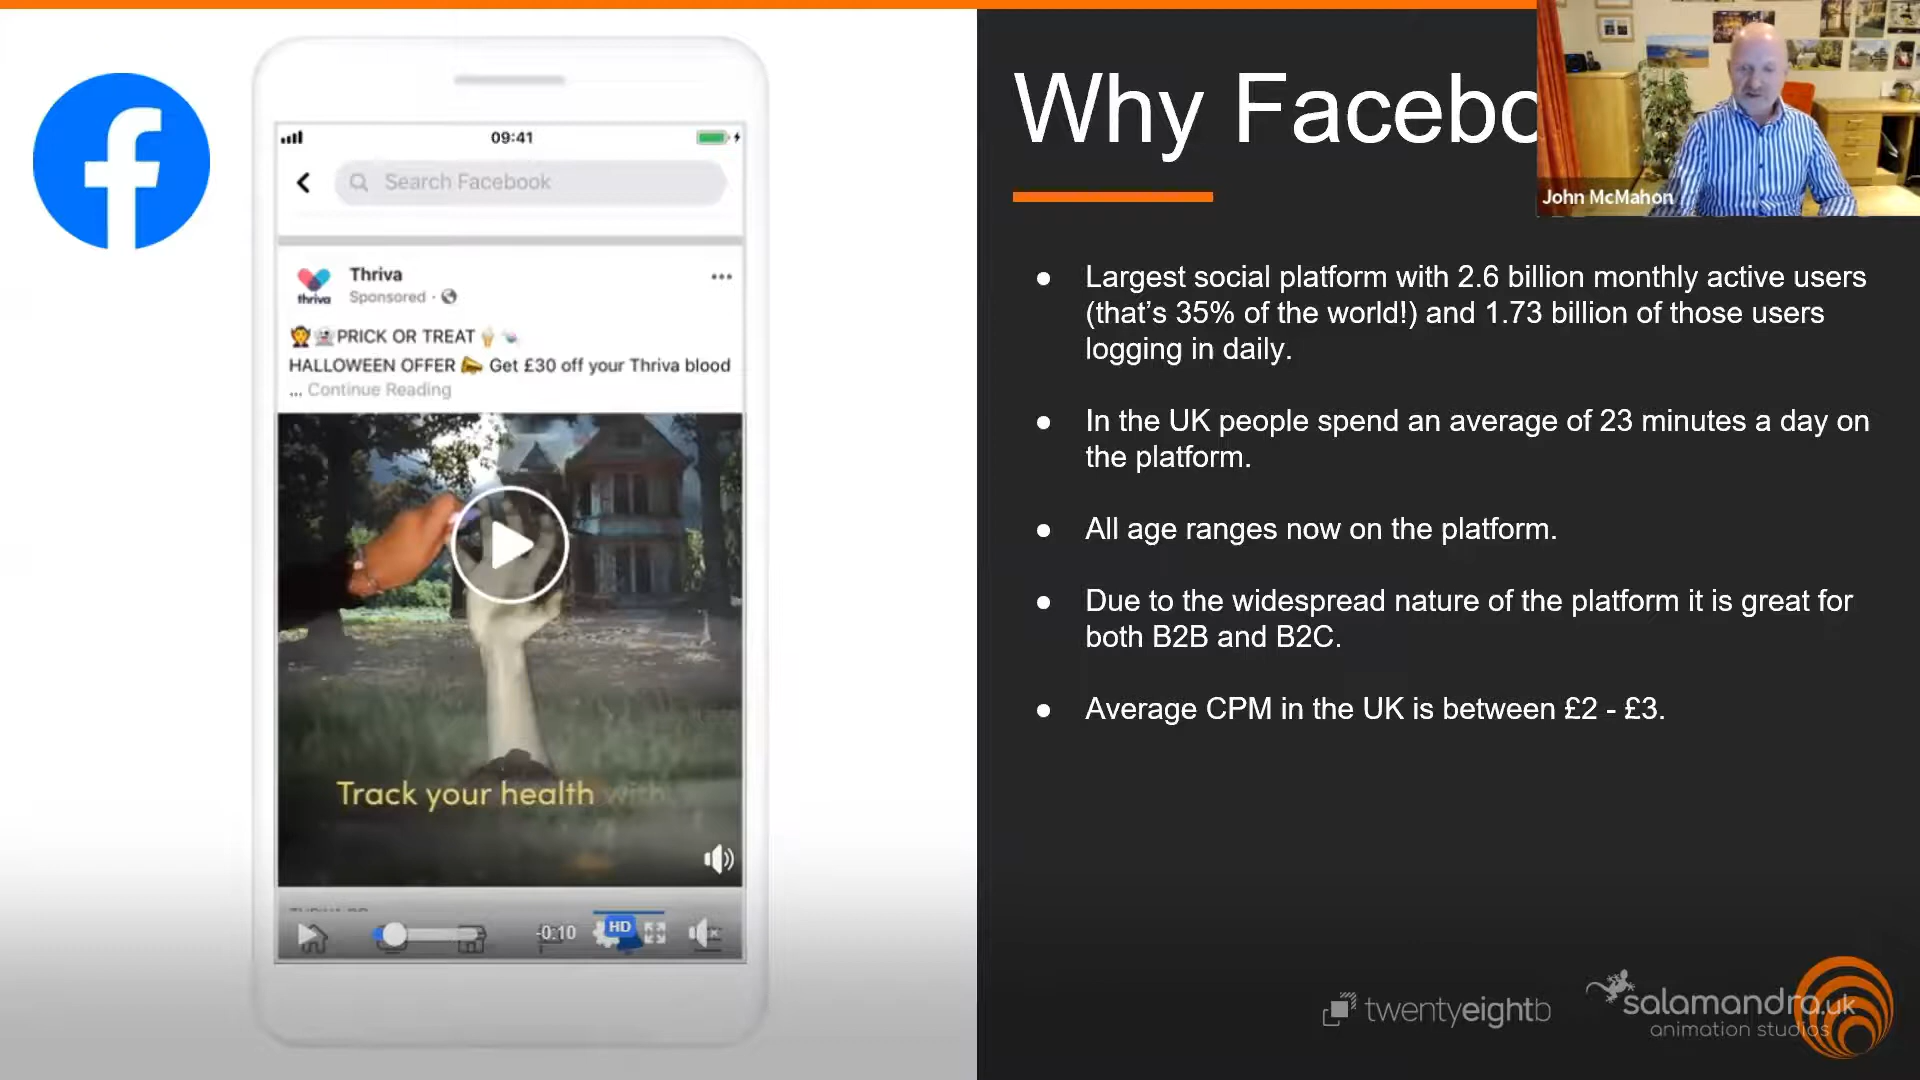 Why Facebo
John McMahon
09:41
Search Facebook
Thriva
thriva
Sponsored ·
PRICK OR TREAT
HALLOWEEN OFFER Get £30 off your Thriva blood
... Continue Reading
Track your health with
-0:10
HD
● Largest social platform with 2.6 billion monthly active users
(that’s 35% of the world!) and 1.73 billion of those users
logging in daily.
● In the UK people spend an average of 23 minutes a day on
the platform.
● All age ranges now on the platform.
● Due to the widespread nature of the platform it is great for
both B2B and B2C.
● Average CPM in the UK is between £2 - £3.
twentyeightb
salamandra.uk
animation studios